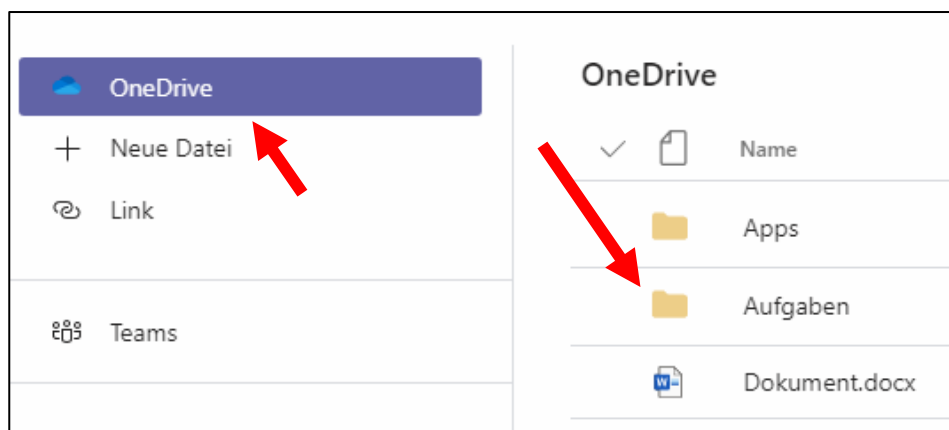 OneDrive
Neue Datei
Link
Teams
OneDrive
Name
Apps
Aufgaben
Dokument.docx